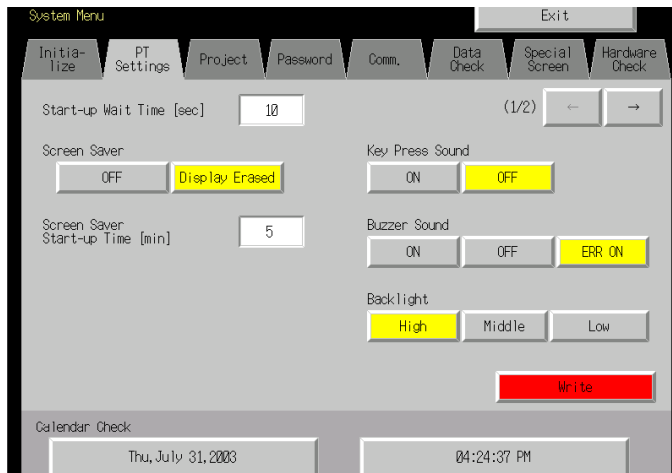 System Menu
Exit
Initia-
lize
PT
Settings
Project
Password
Comm.
Data
Check
Special
Screen
Hardware
Check
Start-up Wait Time [sec]
10
(1/2)
←
→
Screen Saver
OFF
Display Erased
Key Press Sound
ON
OFF
Screen Saver
Start-up Time [min]
5
Buzzer Sound
ON
OFF
ERR ON
Backlight
High
Middle
Low
Write
Calendar Check
Thu,July 31,2003
04:24:37 PM